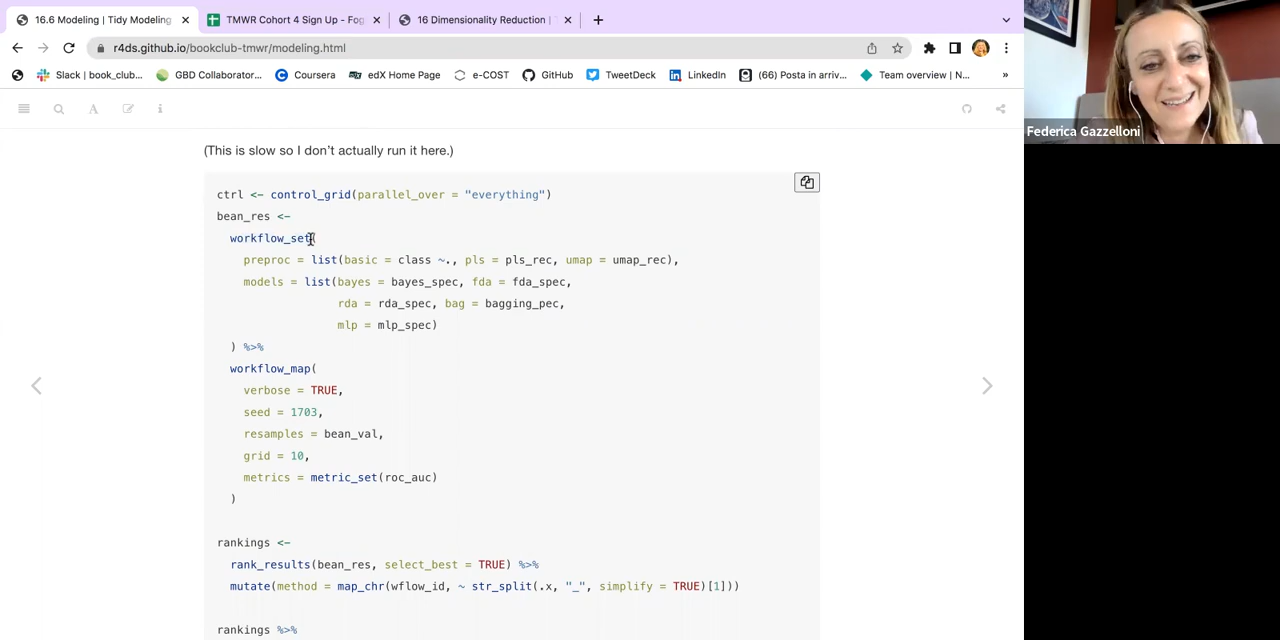 16.6 Modeling | Tidy Modeling
TMWR Cohort 4 Sign Up - Fog
16 Dimensionality Reduction |
r4ds.github.io/bookclub-tmwr/modeling.html
Slack | book_club...
GBD Collaborator...
Coursera
edX Home Page
e-COST
GitHub
TweetDeck
LinkedIn
(66) Posta in arriv...
Team overview | N...
»
Federica Gazzelloni
(This is slow so I don’t actually run it here.)
ctrl <- control_grid(parallel_over = "everything")
bean_res <-
workflow_set(
preproc = list(basic = class ~., pls = pls_rec, umap = umap_rec),
models = list(bayes = bayes_spec, fda = fda_spec,
rda = rda_spec, bag = bagging_pec,
mlp = mlp_spec)
) %>%
workflow_map(
verbose = TRUE,
seed = 1703,
resamples = bean_val,
grid = 10,
metrics = metric_set(roc_auc)
)
rankings <-
rank_results(bean_res, select_best = TRUE) %>%
mutate(method = map_chr(wflow_id, ~ str_split(.x, "_", simplify = TRUE)[1]))
rankings %>%